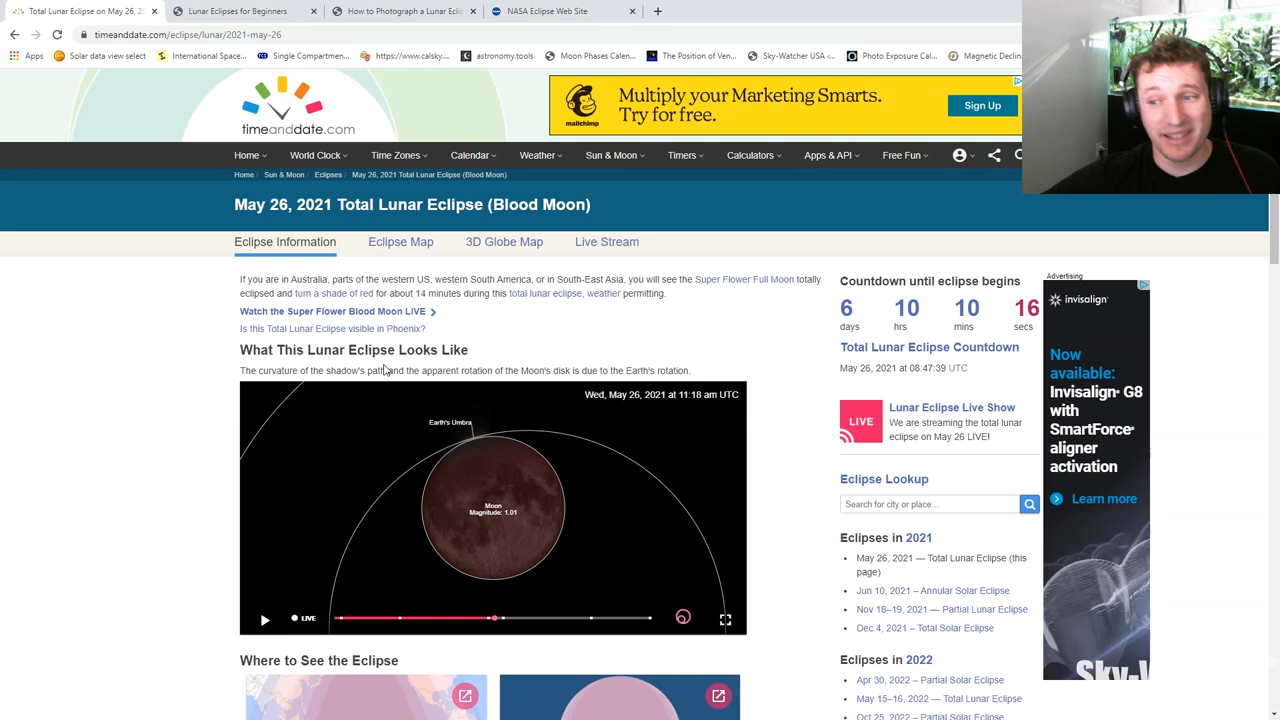 Total Lunar Eclipse on May 26, 20
Lunar Eclipses for Beginners
How to Photograph a Lunar Eclip
NASA Eclipse Web Site
timeanddate.com/eclipse/lunar/2021-may-26
Apps
Solar data view select
International Space...
Single Compartmen...
https://www.calsky....
astronomy.tools
Moon Phases Calen...
The Position of Ven...
Sky-Watcher USA ‹...
Photo Exposure Cal...
Magnetic Declin
timeanddate.com
mailchimp
Multiply your Marketing Smarts.
Try for free.
Sign Up
Home
World Clock
Time Zones
Calendar
Weather
Sun & Moon
Timers
Calculators
Apps & API
Free Fun
Home / Sun & Moon / Eclipses / May 26, 2021 Total Lunar Eclipse (Blood Moon)
May 26, 2021 Total Lunar Eclipse (Blood Moon)
Eclipse Information
Eclipse Map
3D Globe Map
Live Stream
If you are in Australia, parts of the western US, western South America, or in South-East Asia, you will see the Super Flower Full Moon totally
eclipsed and turn a shade of red for about 14 minutes during this total lunar eclipse, weather permitting.
Watch the Super Flower Blood Moon LIVE
Is this Total Lunar Eclipse visible in Phoenix?
What This Lunar Eclipse Looks Like
The curvature of the shadow's path and the apparent rotation of the Moon's disk is due to the Earth's rotation.
Wed, May 26, 2021 at 11:18 am UTC
Earth's Umbra
Moon
Magnitude: 1.01
LIVE
Where to See the Eclipse
Countdown until eclipse begins
6 10 10 16
days hrs mins secs
Total Lunar Eclipse Countdown
May 26, 2021 at 08:47:39 UTC
LIVE
Lunar Eclipse Live Show
We are streaming the total lunar
eclipse on May 26 LIVE!
Eclipse Lookup
Search for city or place...
Eclipses in 2021
May 26, 2021 — Total Lunar Eclipse (this
page)
Jun 10, 2021 – Annular Solar Eclipse
Nov 18–19, 2021 — Partial Lunar Eclipse
Dec 4, 2021 – Total Solar Eclipse
Eclipses in 2022
Apr 30, 2022 – Partial Solar Eclipse
May 15–16, 2022 — Total Lunar Eclipse
Oct 25, 2022 – Partial Solar Eclipse
Advertising
invisalign
Now
available:
Invisalign® G8
with
SmartForce®
aligner
activation
Learn more